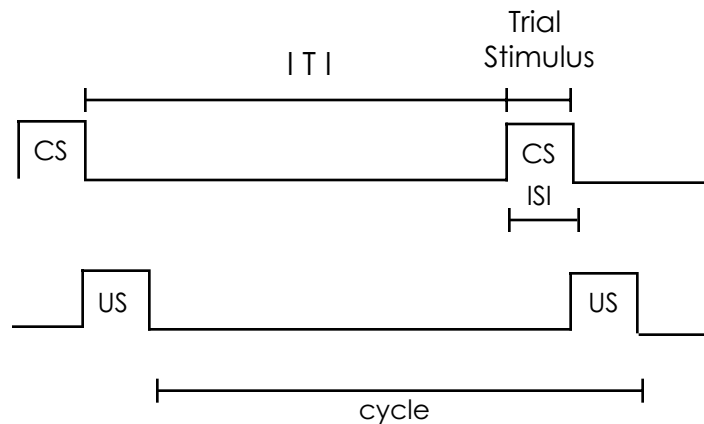 Trial
Stimulus
I T I
CS
CS
ISI
US
US
cycle